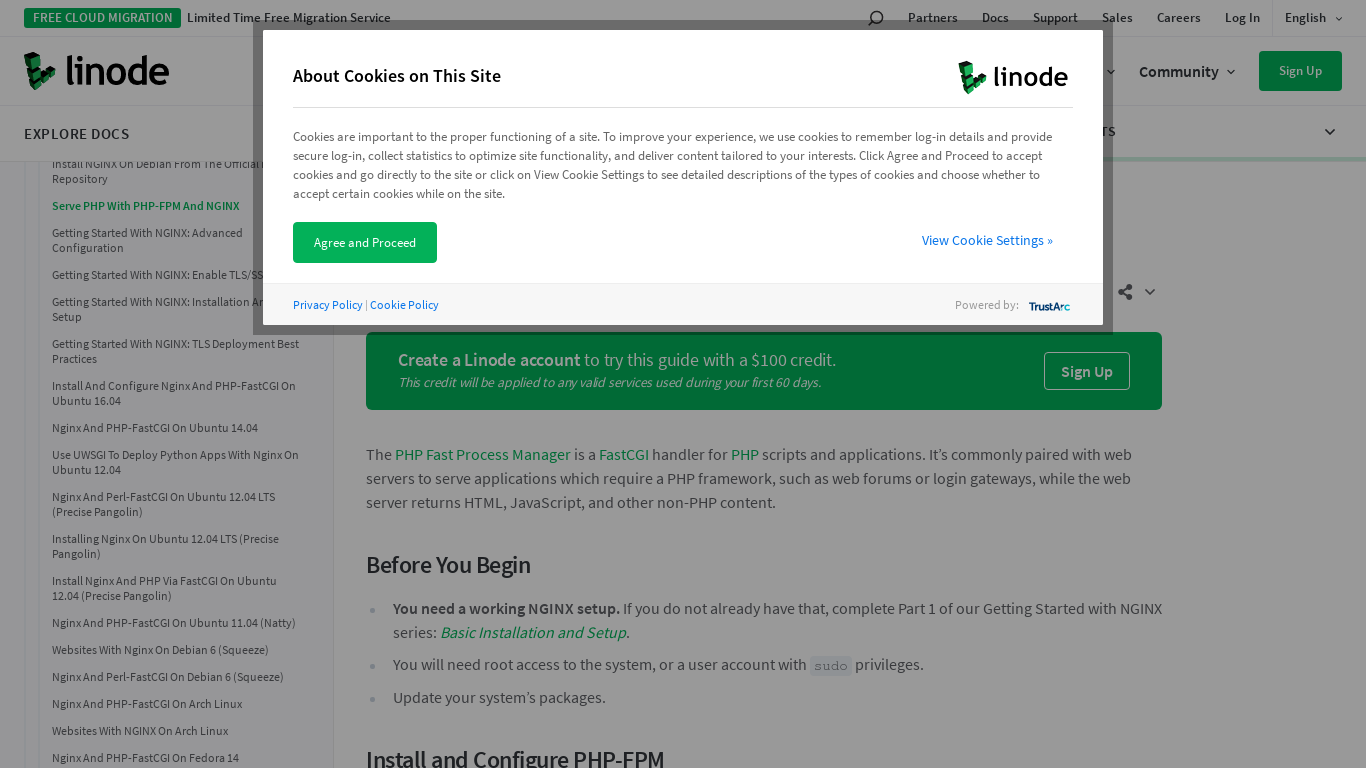 FREE CLOUD MIGRATION Limited Time Free Migration Service
Partners Docs Support Sales Careers Log In English
linode
Community
Sign Up
EXPLORE DOCS
TS
About Cookies on This Site
linode
Cookies are important to the proper functioning of a site. To improve your experience, we use cookies to remember log-in details and provide
secure log-in, collect statistics to optimize site functionality, and deliver content tailored to your interests. Click Agree and Proceed to accept
cookies and go directly to the site or click on View Cookie Settings to see detailed descriptions of the types of cookies and choose whether to
accept certain cookies while on the site.
Agree and Proceed
View Cookie Settings »
Privacy Policy | Cookie Policy
Powered by: TrustArc
Install NGINX On Debian From The Official
Repository
Serve PHP With PHP-FPM And NGINX
Getting Started With NGINX: Advanced
Configuration
Getting Started With NGINX: Enable TLS/SS
Getting Started With NGINX: Installation An
Setup
Getting Started With NGINX: TLS Deployment Best
Practices
Install And Configure Nginx And PHP-FastCGI On
Ubuntu 16.04
Nginx And PHP-FastCGI On Ubuntu 14.04
Use UWSGI To Deploy Python Apps With Nginx On
Ubuntu 12.04
Nginx And Perl-FastCGI On Ubuntu 12.04 LTS
(Precise Pangolin)
Installing Nginx On Ubuntu 12.04 LTS (Precise
Pangolin)
Install Nginx And PHP Via FastCGI On Ubuntu
12.04 (Precise Pangolin)
Nginx And PHP-FastCGI On Ubuntu 11.04 (Natty)
Websites With Nginx On Debian 6 (Squeeze)
Nginx And Perl-FastCGI On Debian 6 (Squeeze)
Nginx And PHP-FastCGI On Arch Linux
Websites With NGINX On Arch Linux
Nginx And PHP-FastCGI On Fedora 14
Create a Linode account to try this guide with a $100 credit.
This credit will be applied to any valid services used during your first 60 days.
Sign Up
The PHP Fast Process Manager is a FastCGI handler for PHP scripts and applications. It’s commonly paired with web
servers to serve applications which require a PHP framework, such as web forums or login gateways, while the web
server returns HTML, JavaScript, and other non-PHP content.
Before You Begin
You need a working NGINX setup. If you do not already have that, complete Part 1 of our Getting Started with NGINX
series: Basic Installation and Setup.
You will need root access to the system, or a user account with sudo privileges.
Update your system’s packages.
Install and Configure PHP-FPM